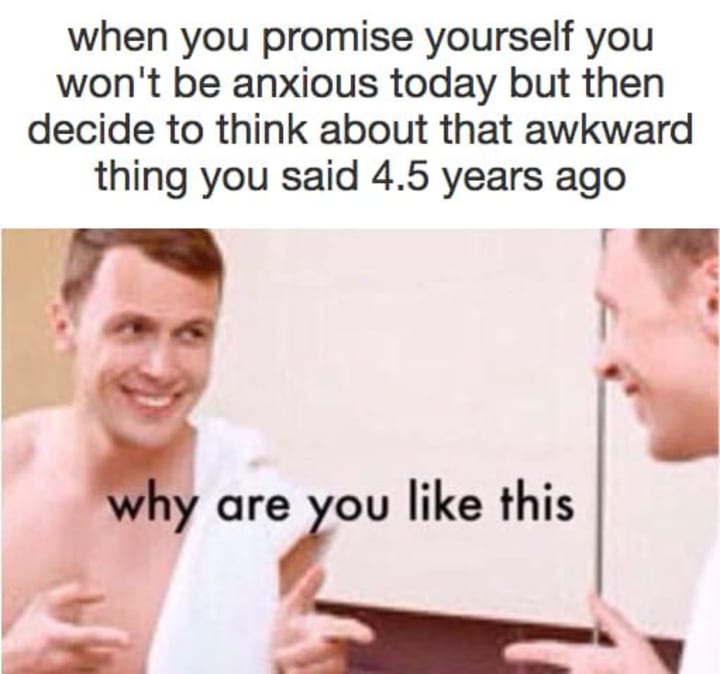 when you promise yourself you
won't be anxious today but then
decide to think about that awkward
thing you said 4.5 years ago
why are you like this